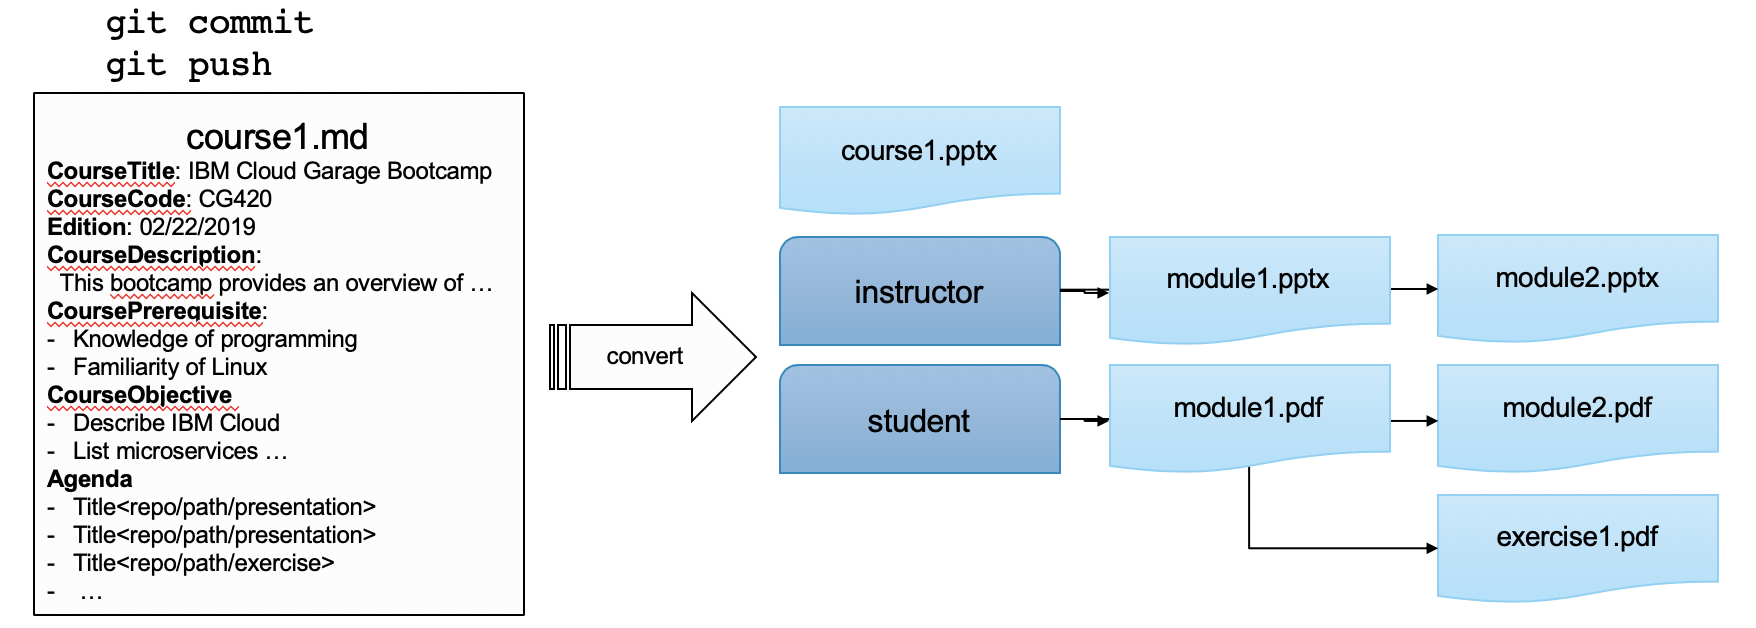 git commit
git push
course1.md
CourseTitle: IBM Cloud Garage Bootcamp
CourseCode: CG420
Edition: 02/22/2019
CourseDescription:
This bootcamp provides an overview of …
CoursePrerequisite:
- Knowledge of programming
- Familiarity of Linux
CourseObjective
- Describe IBM Cloud
- List microservices …
Agenda
- Title<repo/path/presentation>
- Title<repo/path/presentation>
- Title<repo/path/exercise>
- …
convert
course1.pptx
instructor
module1.pptx
module2.pptx
student
module1.pdf
module2.pdf
exercise1.pdf